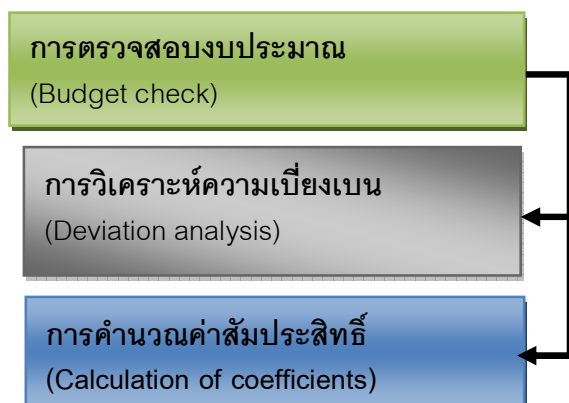 การตรวจสอบงบประมาณ
(Budget check)
การวิเคราะห์ความเบี่ยงเบน
(Deviation analysis)
การคำนวณค่าสัมประสิทธิ์
(Calculation of coefficients)